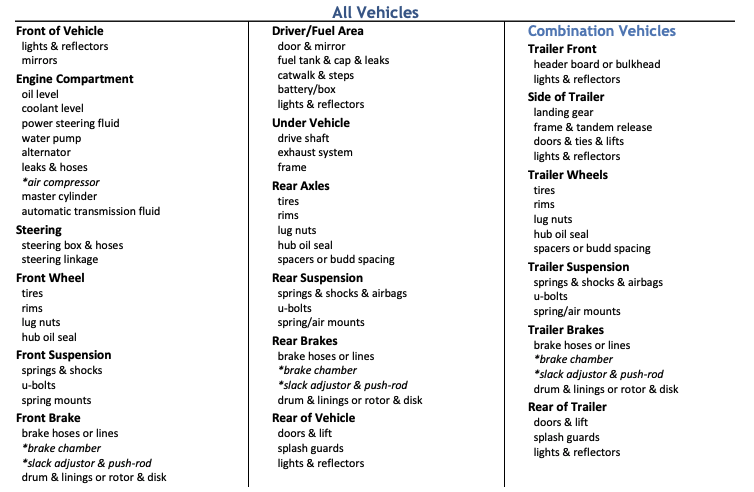 All Vehicles
Front of Vehicle
lights & reflectors
mirrors
Engine Compartment
oil level
coolant level
power steering fluid
water pump
alternator
leaks & hoses
*air compressor
master cylinder
automatic transmission fluid
Steering
steering box & hoses
steering linkage
Front Wheel
tires
rims
lug nuts
hub oil seal
Front Suspension
springs & shocks
u-bolts
spring mounts
Front Brake
brake hoses or lines
*brake chamber
*slack adjustor & push-rod
drum & linings or rotor & disk
Driver/Fuel Area
door & mirror
fuel tank & cap & leaks
catwalk & steps
battery/box
lights & reflectors
Under Vehicle
drive shaft
exhaust system
frame
Rear Axles
tires
rims
lug nuts
hub oil seal
spacers or budd spacing
Rear Suspension
springs & shocks & airbags
u-bolts
spring/air mounts
Rear Brakes
brake hoses or lines
*brake chamber
*slack adjustor & push-rod
drum & linings or rotor & disk
Rear of Vehicle
doors & lift
splash guards
lights & reflectors
Combination Vehicles
Trailer Front
header board or bulkhead
lights & reflectors
Side of Trailer
landing gear
frame & tandem release
doors & ties & lifts
lights & reflectors
Trailer Wheels
tires
rims
lug nuts
hub oil seal
spacers or budd spacing
Trailer Suspension
springs & shocks & airbags
u-bolts
spring/air mounts
Trailer Brakes
brake hoses or lines
*brake chamber
*slack adjustor & push-rod
drum & linings or rotor & disk
Rear of Trailer
doors & lift
splash guards
lights & reflectors